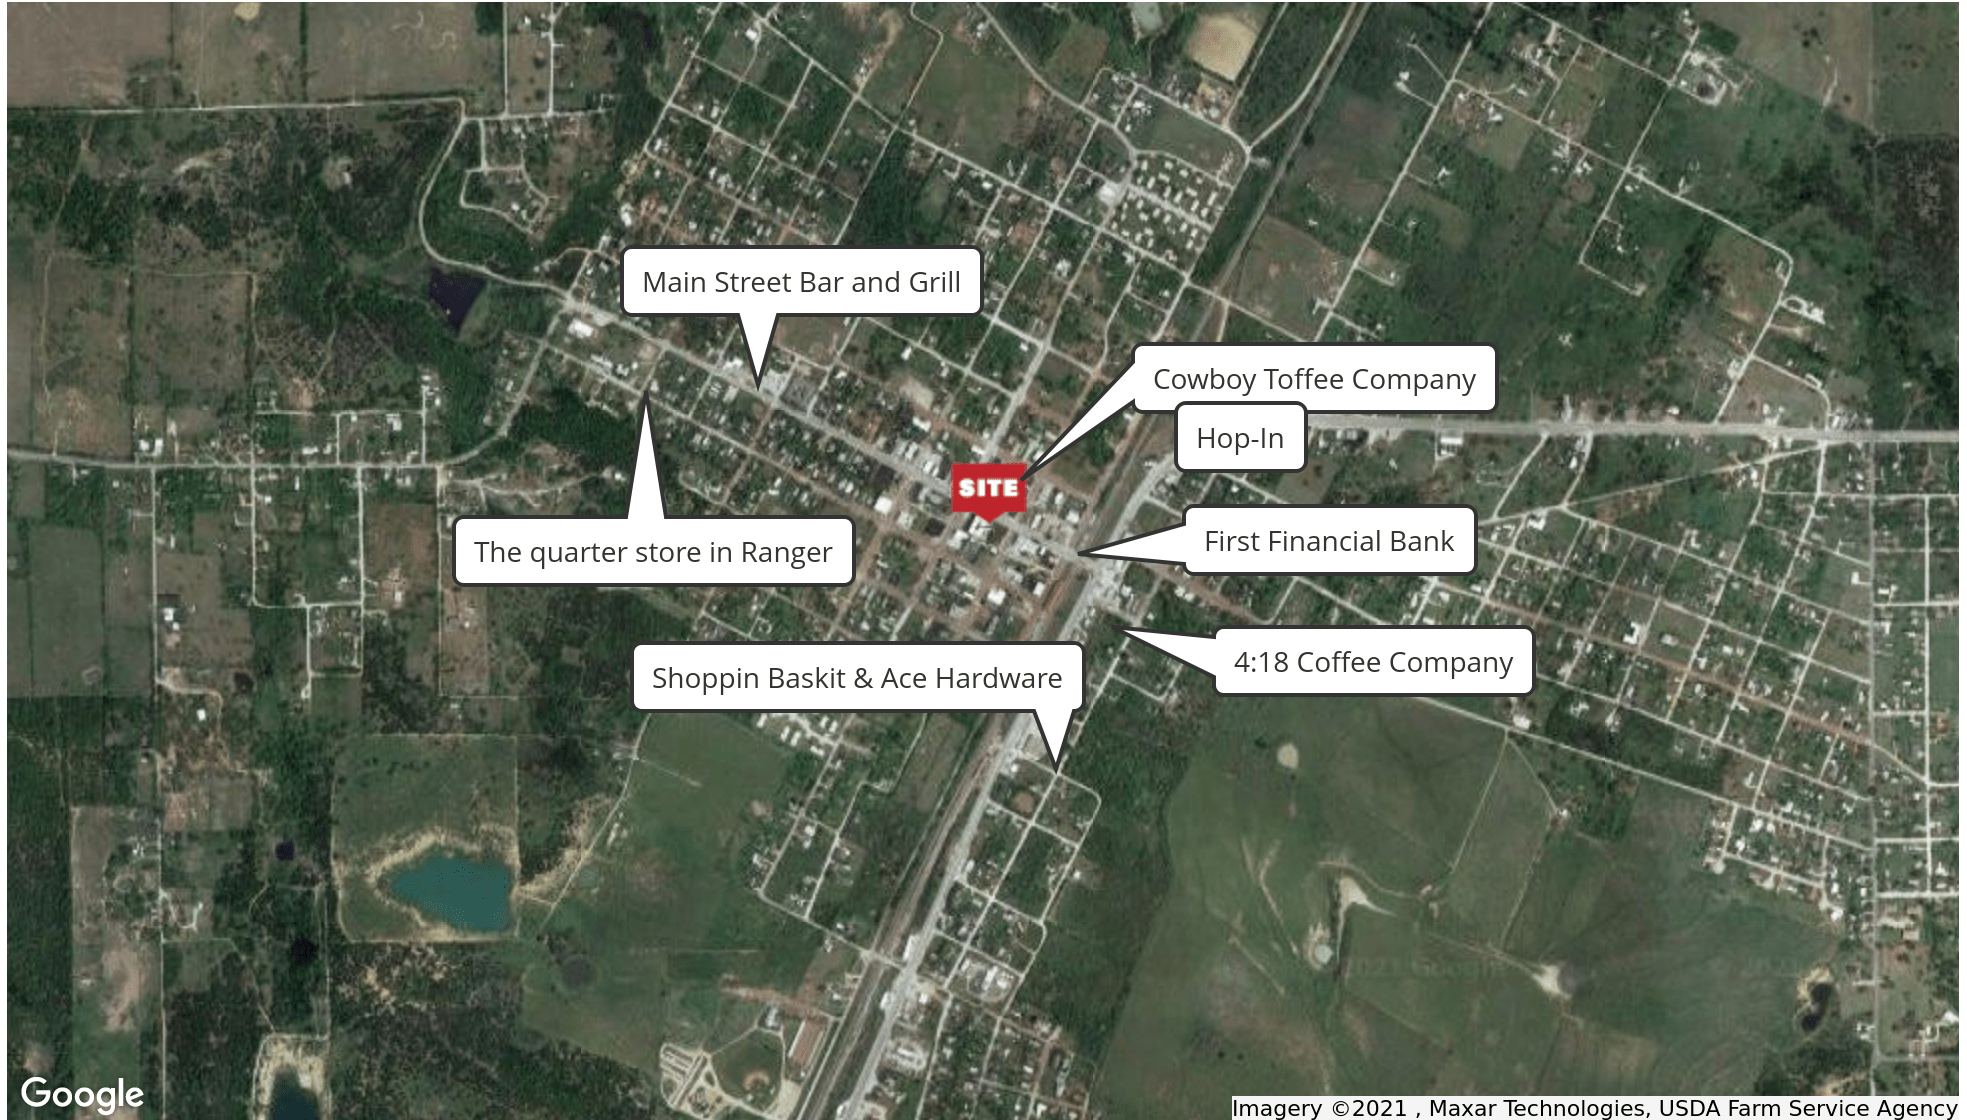 Main Street Bar and Grill
Cowboy Toffee Company
Hop-In
SITE
First Financial Bank
The quarter store in Ranger
4:18 Coffee Company
Shoppin Baskit & Ace Hardware
Google
Imagery ©2021 , Maxar Technologies, USDA Farm Service Agency